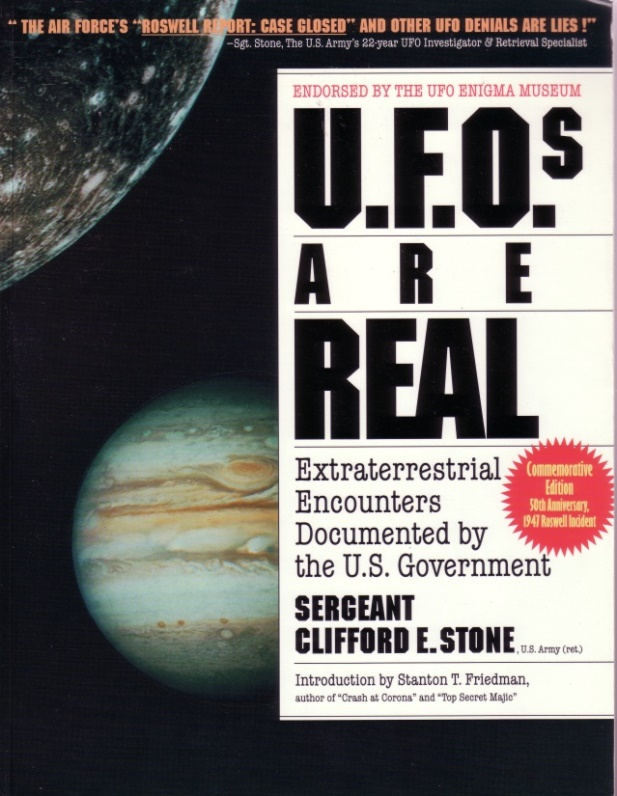 “ THE AIR FORCE'S “ROSWELL REPORT: CASE CLOSED” AND OTHER UFO DENIALS ARE LIES !”
–Sgt. Stone, The U.S. Army's 22-year UFO Investigator & Retrieval Specialist
ENDORSED BY THE UFO ENIGMA MUSEUM
U.F.O.s
ARE
REAL
Extraterrestrial
Encounters
Documented by
the U.S. Government
Commemorative
Edition
50th Anniversary,
1947 Roswell Incident
SERGEANT
CLIFFORD E. STONE, U.S. Army (ret.)
Introduction by Stanton T. Friedman,
author of “Crash at Corona” and “Top Secret Majic”